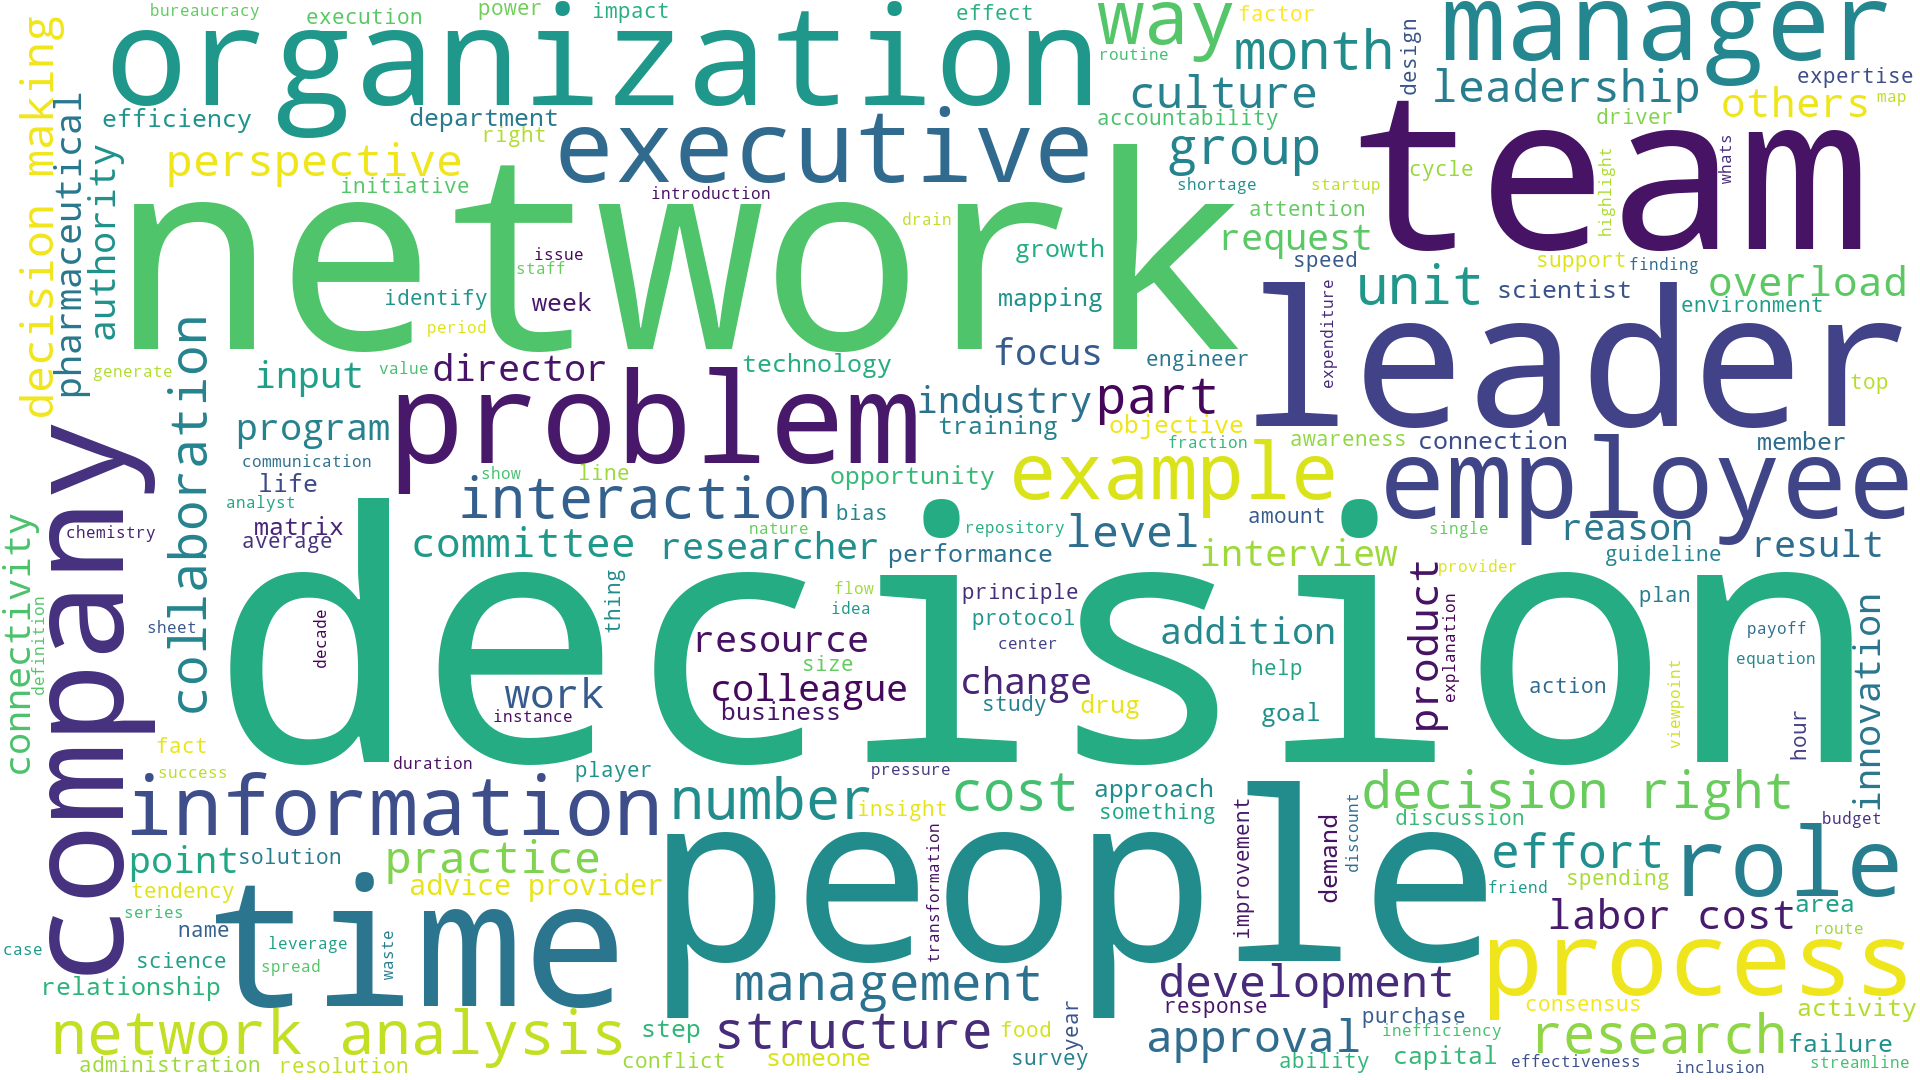 bureaucracy
execution
power
impact
effect
way
factor
manager
organization
routine
month
design
expertise
decision making
pharmaceutical
efficiency
department
right
executive
culture
accountability
leadership
others
map
driver
authority
perspective
initiative
introduction
group
shortage
startup
team
cycle
highlight
whats
network
drain
attention
request
growth
issue
staff
identify
week
period
mapping
speed
support
finding
unit
scientist
overload
environment
collaboration
generate
input
value
director
technology
focus
engineer
expenditure
leader
top
company
program
problem
industry
training
part
objective
fraction
awareness
connection
member
communication
life
analyst
show
line
opportunity
example
employee
connectivity
chemistry
matrix
average
interaction
committee
researcher
nature
bias
repository
performance
level
amount
interview
single
reason
guideline
result
provider
definition
sheet
decade
decision
thing
flow
idea
principle
protocol
center
addition
product
explanation
plan
payoff
equation
resource
size
colleague
business
work
instance
change
study
drug
help
goal
action
viewpoint
hour
innovation
fact
success
duration
player
pressure
information
number
insight
cost
approach
something
decision right
discussion
budget
point
solution
practice
tendency
advice provider
series
name
time
people
transformation
improvement
demand
discount
effort
role
friend
spending
labor cost
area
route
case
science
leverage
spread
waste
relationship
management
development
process
response
purchase
consensus
activity
network analysis
step
structure
food
year
approval
inefficiency
research
failure
administration
resolution
conflict
someone
survey
ability
capital
effectiveness
inclusion
streamline